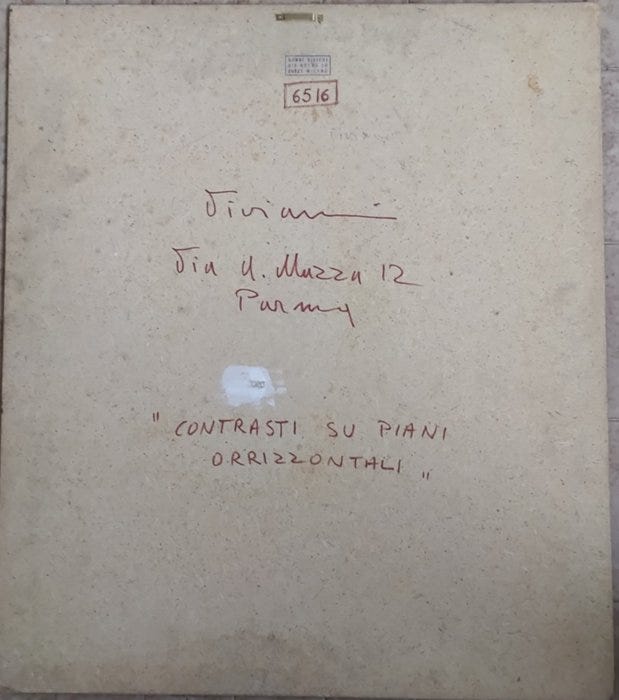 6516
Viviani
Via A. Mazza 12
Parma
"CONTRASTI SU PIANI
ORRIZZONTALI"